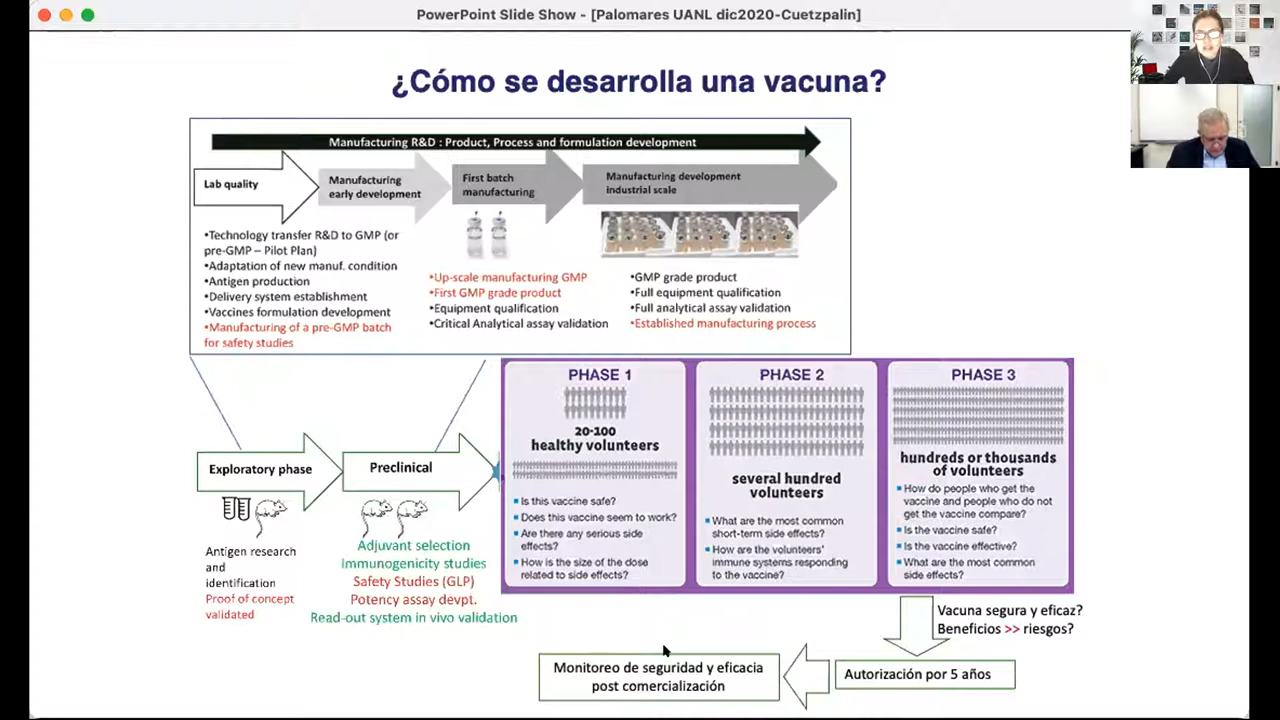 PowerPoint Slide Show - [Palomares UANL dic2020-Cuetzpalin]
¿Cómo se desarrolla una vacuna?
Manufacturing R&D : Product, Process and formulation development
Lab quality
Manufacturing
early development
First batch
manufacturing
Manufacturing development
industrial scale
•Technology transfer R&D to GMP (or
pre-GMP – Pilot Plan)
•Adaptation of new manuf. condition
•Antigen production
•Delivery system establishment
•Vaccines formulation development
•Manufacturing of a pre-GMP batch
for safety studies
•Up-scale manufacturing GMP
•First GMP grade product
•Equipment qualification
•Critical Analytical assay validation
•GMP grade product
•Full equipment qualification
•Full analytical assay validation
•Established manufacturing process
Exploratory phase
Antigen research
and
identification
Proof of concept
validated
Preclinical
Adjuvant selection
Immunogenicity studies
Safety Studies (GLP)
Potency assay devpt.
Read-out system in vivo validation
PHASE 1
20-100
healthy volunteers
▪ Is this vaccine safe?
▪ Does this vaccine seem to work?
▪ Are there any serious side
effects?
▪ How is the size of the dose
related to side effects?
PHASE 2
several hundred
volunteers
▪ What are the most common
short-term side effects?
▪ How are the volunteers'
immune systems responding
to the vaccine?
PHASE 3
hundreds or thousands
of volunteers
▪ How do people who get the
vaccine and people who do not
get the vaccine compare?
▪ Is the vaccine safe?
▪ Is the vaccine effective?
▪ What are the most common
side effects?
Vacuna segura y eficaz?
Beneficios >> riesgos?
Autorización por 5 años
Monitoreo de seguridad y eficacia
post comercialización